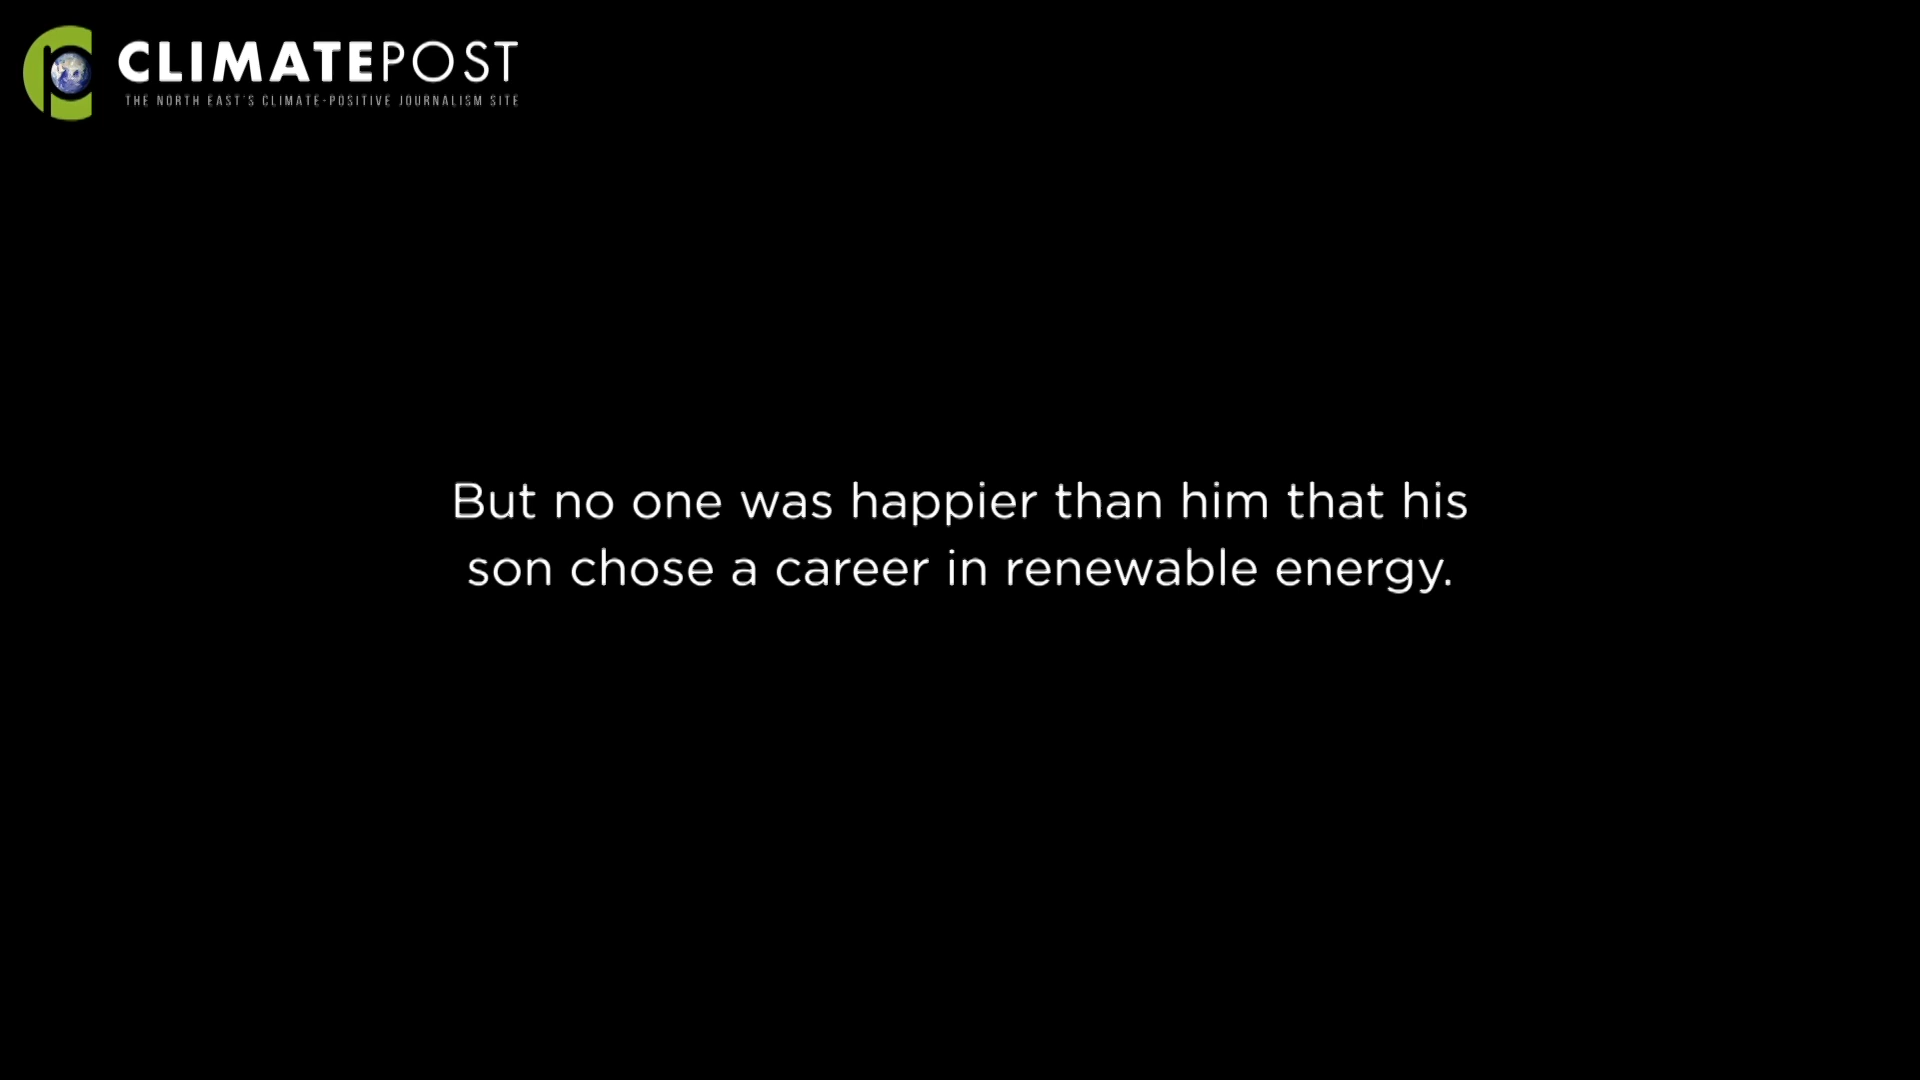 CLIMATEPOST
THE NORTH EAST'S CLIMATE-POSITIVE JOURNALISM SITE
But no one was happier than him that his
son chose a career in renewable energy.